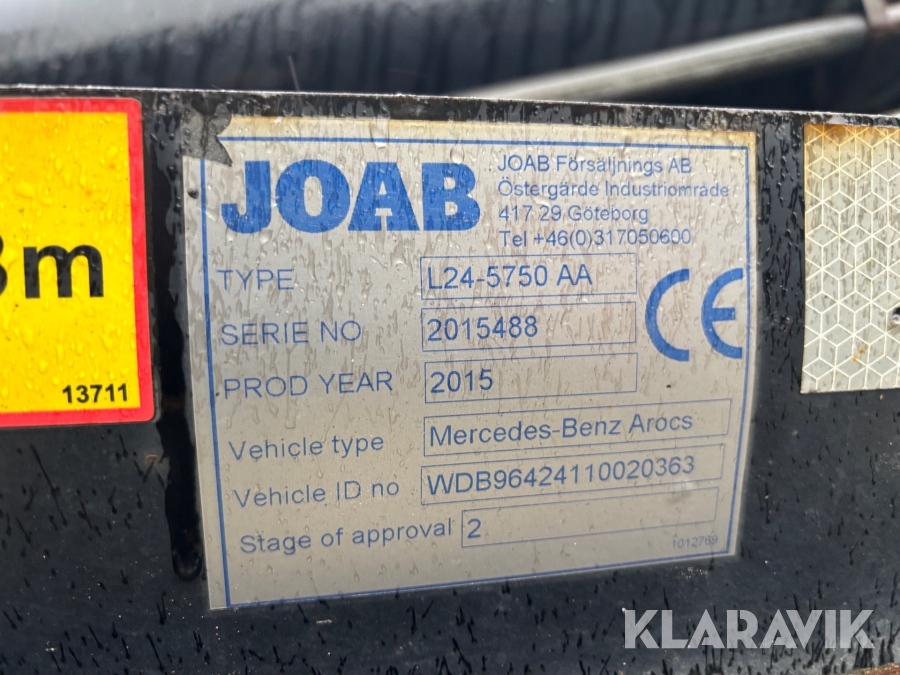 JOAB
JOAB Försäljnings AB
Östergärde Industriområde
417 29 Göteborg
Tel +46(0)317050600
TYPE L24-5750 AA
SERIE NO 2015488
PROD YEAR 2015
CE
Vehicle type Mercedes-Benz Arocs
Vehicle ID no WDB96424110020363
Stage of approval 2
1012769
m
13711
KLARAVIK